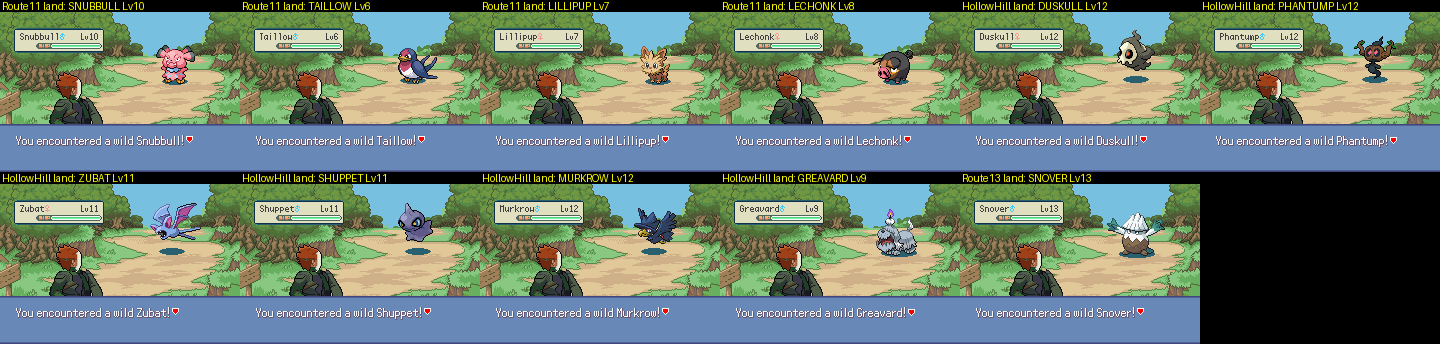 Route11 land: SNUBBULL Lv10
Snubbull♂ Lv10
You encountered a wild Snubbull!
Route11 land: TAILLOW Lv6
Taillow♂ Lv6
You encountered a wild Taillow!
Route11 land: LILLIPUP Lv7
Lillipup♀ Lv7
You encountered a wild Lillipup!
Route11 land: LECHONK Lv8
Lechonk♀ Lv8
You encountered a wild Lechonk!
HollowHill land: DUSKULL Lv12
Duskull♀ Lv12
You encountered a wild Duskull!
HollowHill land: PHANTUMP Lv12
Phantump♂ Lv12
You encountered a wild Phantump!
HollowHill land: ZUBAT Lv11
Zubat♀ Lv11
You encountered a wild Zubat!
HollowHill land: SHUPPET Lv11
Shuppet♂ Lv11
You encountered a wild Shuppet!
HollowHill land: MURKROW Lv12
Murkrow♂ Lv12
You encountered a wild Murkrow!
HollowHill land: GREAVARD Lv9
Greavard♂ Lv9
You encountered a wild Greavard!
Route13 land: SNOVER Lv13
Snover♂ Lv13
You encountered a wild Snover!